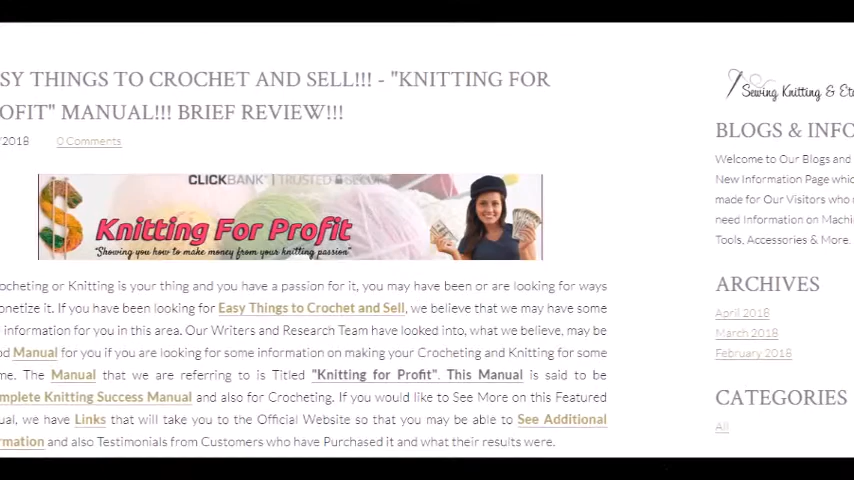 SY THINGS TO CROCHET AND SELL!!! - "KNITTING FOR
OFIT" MANUAL!!! BRIEF REVIEW!!!
/2018 0 Comments
CLICKBANK | TRUSTED SECURE
Knitting For Profit
"Showing you how to make money from your knitting passion"
ocheting or Knitting is your thing and you have a passion for it, you may have been or are looking for ways
onetize it. If you have been looking for Easy Things to Crochet and Sell, we believe that we may have some
information for you in this area. Our Writers and Research Team have looked into, what we believe, may be
od Manual for you if you are looking for some information on making your Crocheting and Knitting for some
me. The Manual that we are referring to is Titled "Knitting for Profit". This Manual is said to be
mplete Knitting Success Manual and also for Crocheting. If you would like to See More on this Featured
ual, we have Links that will take you to the Official Website so that you may be able to See Additional
rmation and also Testimonials from Customers who have Purchased it and what their results were.
Sewing Knitting & Etc
BLOGS & INFO
Welcome to Our Blogs and
New Information Page whic
made for Our Visitors who
need Information on Machi
Tools, Accessories & More.
ARCHIVES
April 2018
March 2018
February 2018
CATEGORIES
All